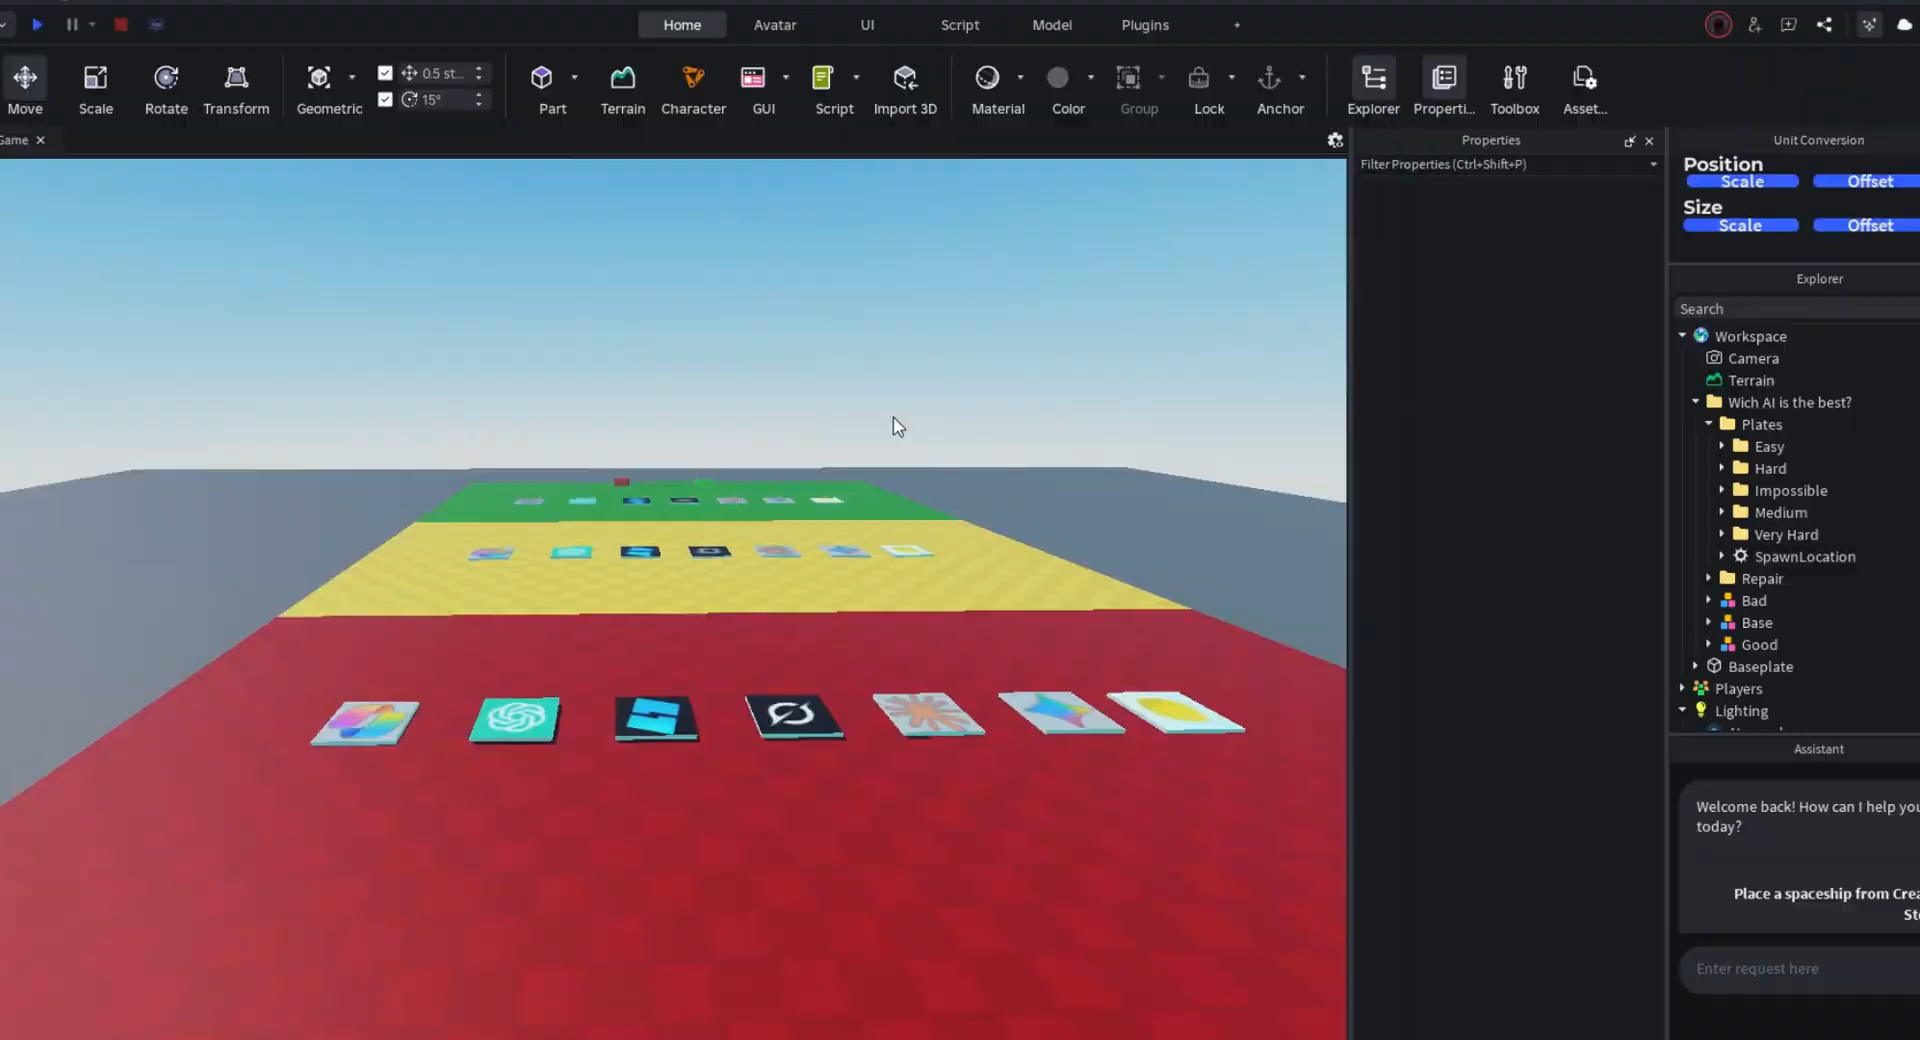 Home Avatar UI Script Model Plugins +
0.5 st...
15°
Move Scale Rotate Transform Geometric Part Terrain Character GUI Script Import 3D Material Color Group Lock Anchor Explorer Properti... Toolbox Asset...
Game
Properties
Filter Properties (Ctrl+Shift+P)
Unit Conversion
Position
Scale Offset
Size
Scale Offset
Explorer
Search
Workspace
Camera
Terrain
Wich AI is the best?
Plates
Easy
Hard
Impossible
Medium
Very Hard
SpawnLocation
Repair
Bad
Base
Good
Baseplate
Players
Lighting
Assistant
Welcome back! How can I help you
today?
Place a spaceship from Crea
Sto
Enter request here